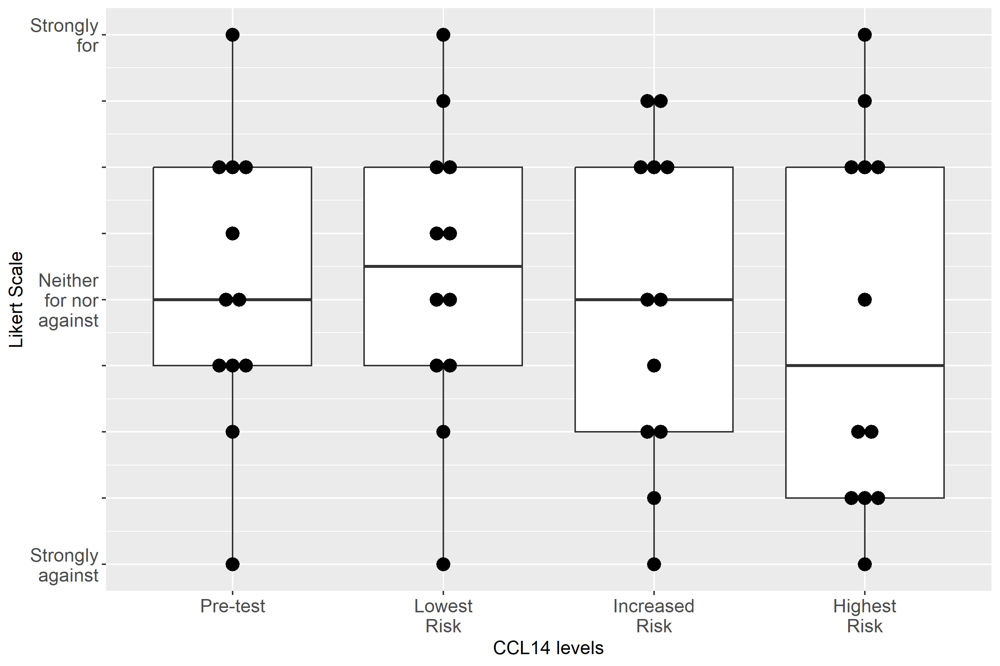 Strongly
for
Neither
for nor
against
Strongly
against
Likert Scale
Pre-test
Lowest
Risk
Increased
Risk
Highest
Risk
CCL14 levels